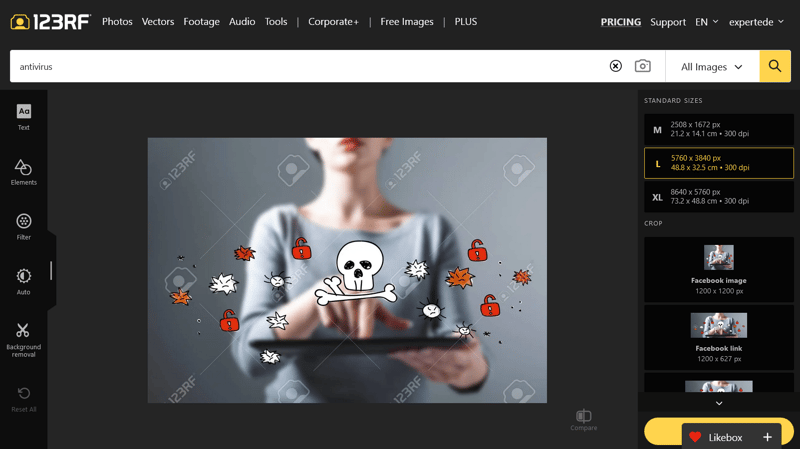 123RF
Photos Vectors Footage Audio Tools | Corporate+ | Free Images | PLUS
PRICING Support EN expertede
antivirus
All Images
Aa
Text
Elements
Filter
Auto
Background
removal
Reset All
123RF
123RF
123RF
123RF
123RF
Compare
STANDARD SIZES
M 2508 x 1672 px
21.2 x 14.1 cm • 300 dpi
L 5760 x 3840 px
48.8 x 32.5 cm • 300 dpi
XL 8640 x 5760 px
73.2 x 48.8 cm • 300 dpi
CROP
Facebook image
1200 x 1200 px
Facebook link
1200 x 627 px
Likebox +